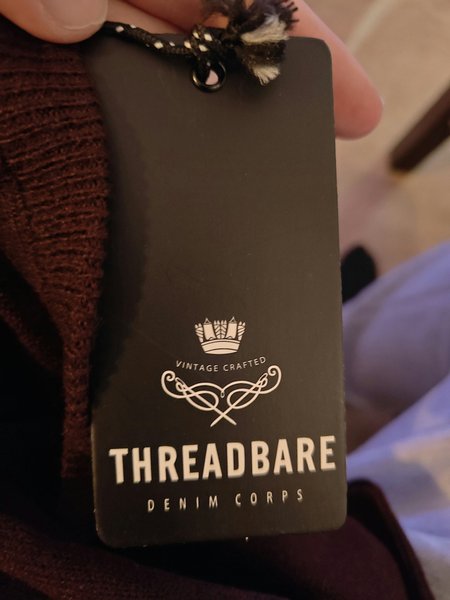 VINTAGE CRAFTED
THREADBARE
DENIM CORPS